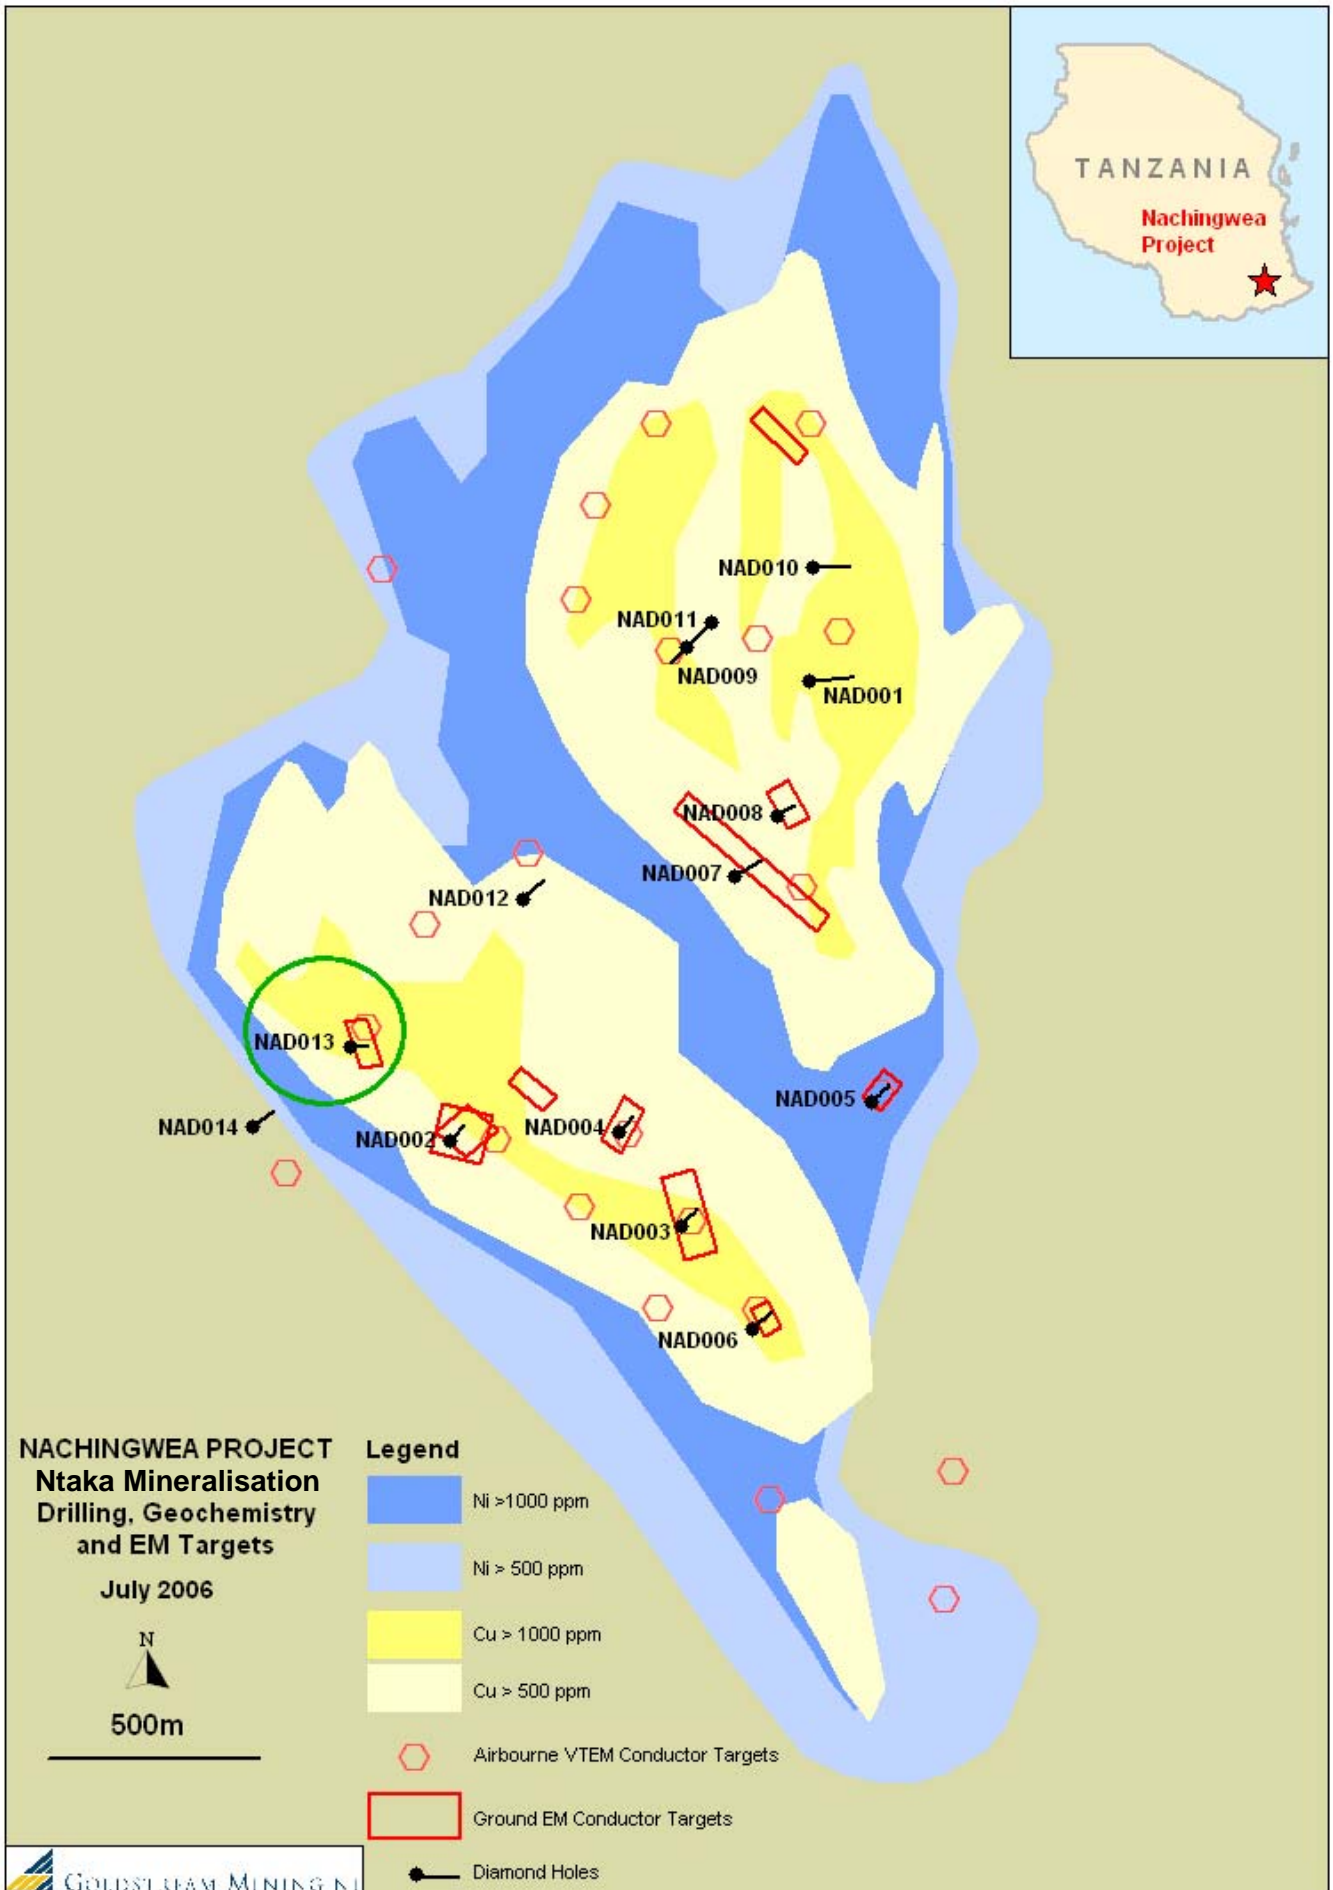 TANZANIA
Nachingwea
Project
NAD010
NAD011
NAD009
NAD001
NAD008
NAD007
NAD012
NAD013
NAD005
NAD014
NAD002
NAD004
NAD003
NAD006
NACHINGWEA PROJECT
Ntaka Mineralisation
Drilling, Geochemistry
and EM Targets
July 2006
N
500m
Legend
Ni >1000 ppm
Ni > 500 ppm
Cu > 1000 ppm
Cu > 500 ppm
Airbourne VTEM Conductor Targets
Ground EM Conductor Targets
Diamond Holes
GOLDSTREAM MINING